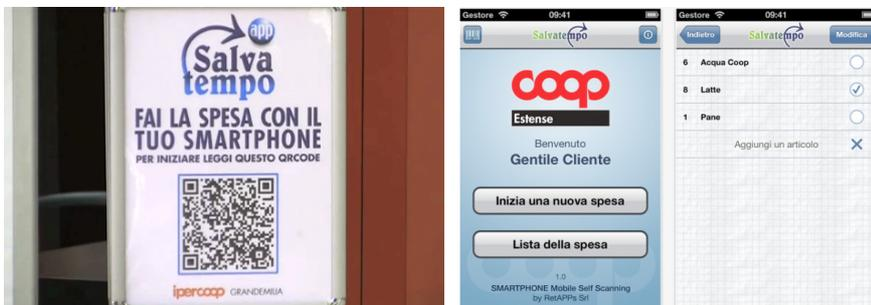 app
Salva
tempo
FAI LA SPESA CON IL
TUO SMARTPHONE
PER INIZIARE LEGGI QUESTO QRCODE
ipercoop GRANDEMILIA
Gestore 09:41
Salvatempo
coop
Estense
Benvenuto
Gentile Cliente
Inizia una nuova spesa
Lista della spesa
coop
1.0
SMARTPHONE Mobile Self Scanning
by RetAPPs Srl
Gestore 09:41
Indietro Salvatempo Modifica
6 Acqua Coop
8 Latte
1 Pane
Aggiungi un articolo